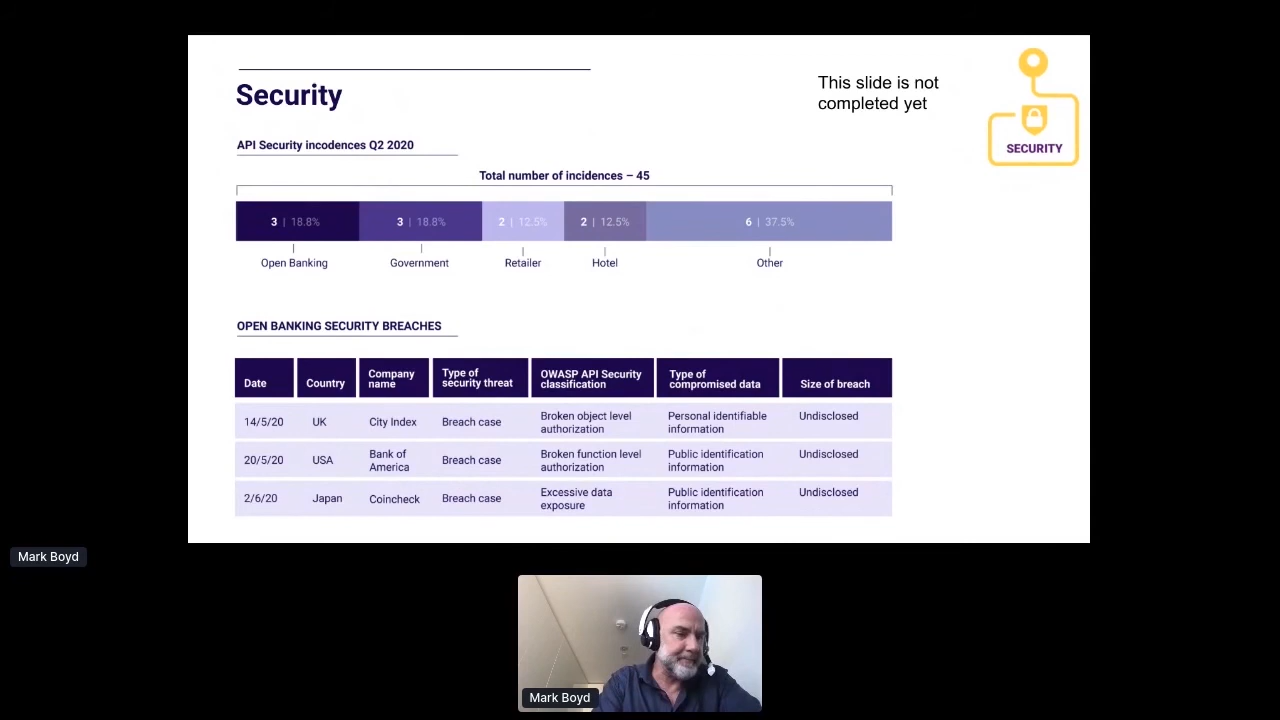 This slide is not
completed yet
Security
SECURITY
API Security incodences Q2 2020
Total number of incidences – 45
3 | 18.8%
3 | 18.8%
2 | 12.5%
2 | 12.5%
6 | 37.5%
Open Banking
Government
Retailer
Hotel
Other
OPEN BANKING SECURITY BREACHES
Date
Country
Company
name
Type of
security threat
OWASP API Security
classification
Type of
compromised data
Size of breach
14/5/20
UK
City Index
Breach case
Broken object level
authorization
Personal identifiable
information
Undisclosed
20/5/20
USA
Bank of
America
Breach case
Broken function level
authorization
Public identification
information
Undisclosed
2/6/20
Japan
Coincheck
Breach case
Excessive data
exposure
Public identification
information
Undisclosed
Mark Boyd
Mark Boyd